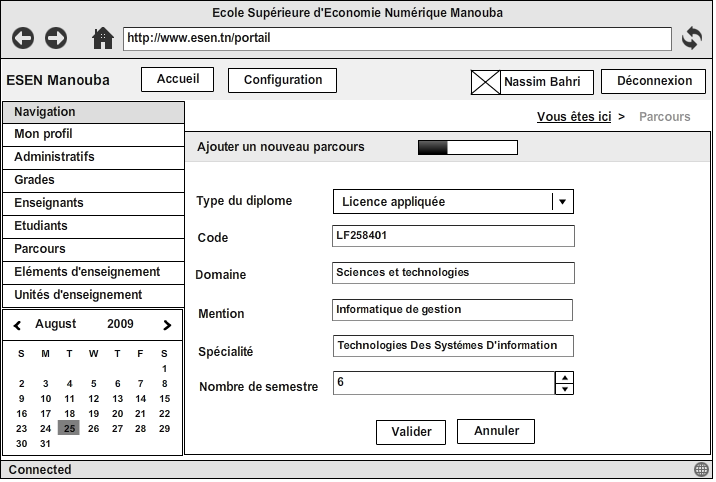 Ecole Supérieure d'Economie Numérique Manouba
http://www.esen.tn/portail
ESEN Manouba
Accueil
Configuration
Nassim Bahri
Déconnexion
Navigation
Mon profil
Administratifs
Grades
Enseignants
Etudiants
Parcours
Eléments d'enseignement
Unités d'enseignement
August 2009
S M T W T F S
1
2 3 4 5 6 7 8
9 10 11 12 13 14 15
16 17 18 19 20 21 22
23 24 25 26 27 28 29
30 31
Vous êtes ici > Parcours
Ajouter un nouveau parcours
Type du diplome Licence appliquée
Code LF258401
Domaine Sciences et technologies
Mention Informatique de gestion
Spécialité Technologies Des Systémes D'information
Nombre de semestre 6
Valider Annuler
Connected